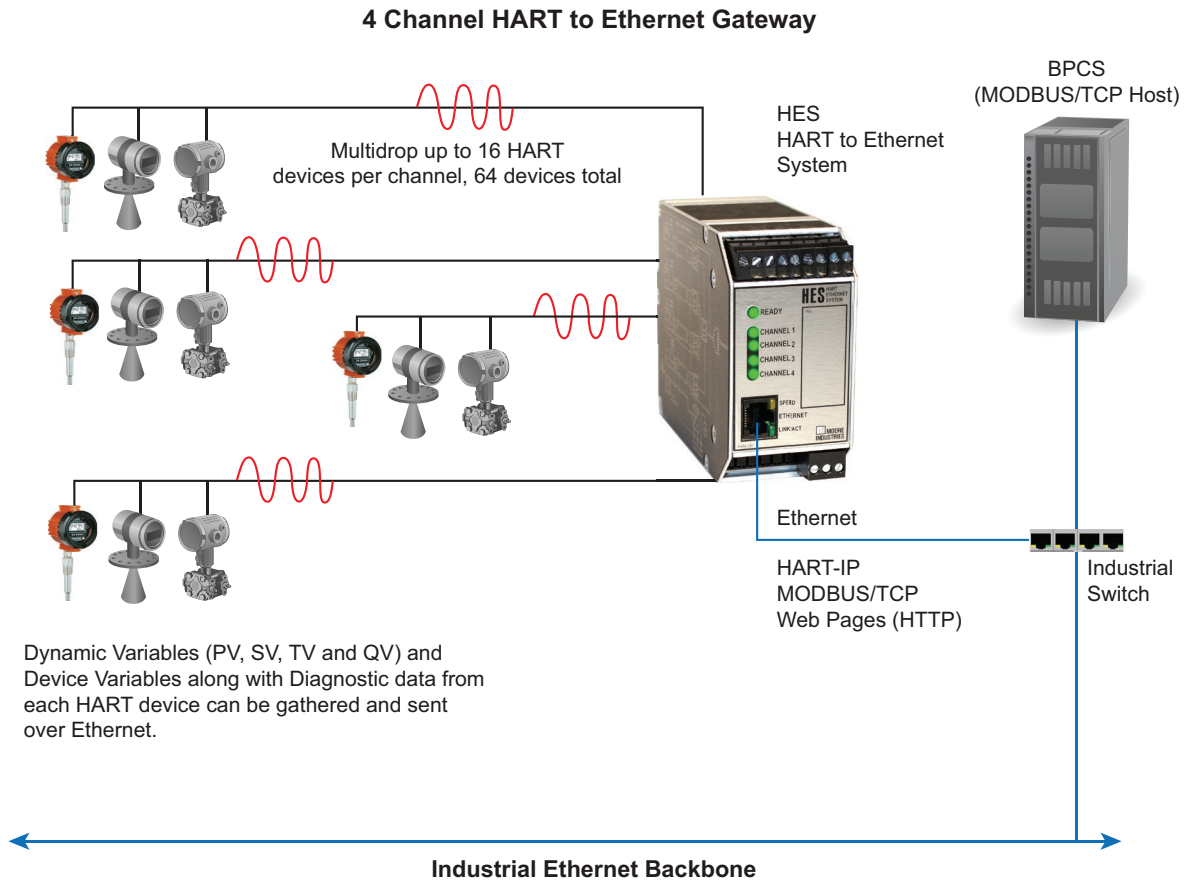 4 Channel HART to Ethernet Gateway
BPCS
(MODBUS/TCP Host)
HES
HART to Ethernet
System
Multidrop up to 16 HART
devices per channel, 64 devices total
HES HART
ETHERNET
SYSTEM
READY
CHANNEL 1
CHANNEL 2
CHANNEL 3
CHANNEL 4
SPEED
ETHERNET
LINK/ACT
MOORE
INDUSTRIES
Ethernet
HART-IP
MODBUS/TCP
Web Pages (HTTP)
Industrial
Switch
Dynamic Variables (PV, SV, TV and QV) and
Device Variables along with Diagnostic data from
each HART device can be gathered and sent
over Ethernet.
Industrial Ethernet Backbone